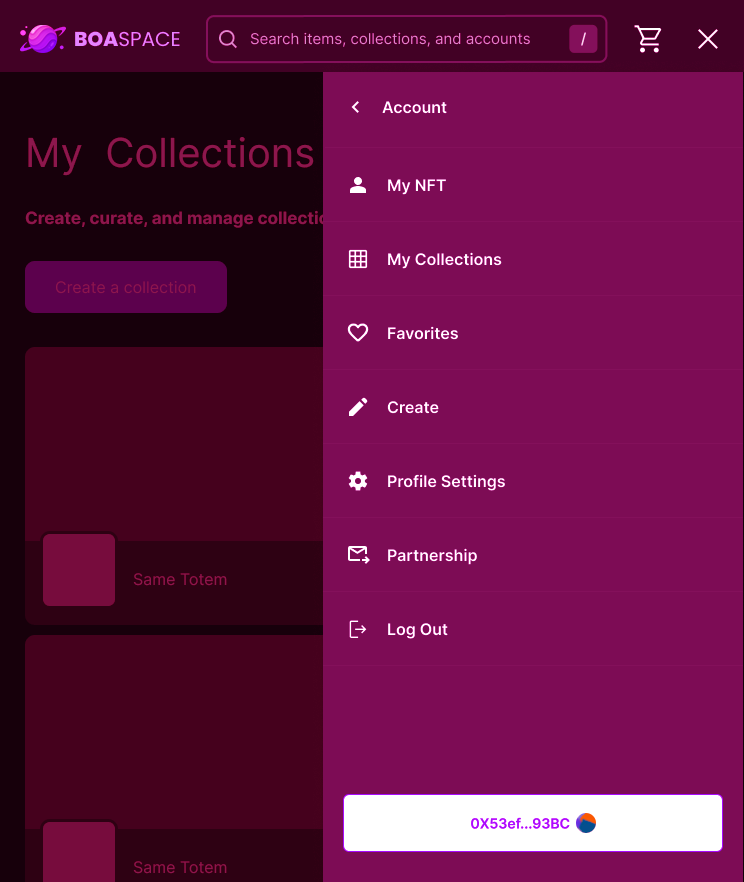 BOASPACE
Search items, collections, and accounts
/
Account
My NFT
My Collections
Favorites
Create
Profile Settings
Partnership
Log Out
0X53ef...93BC
My Collections
Create, curate, and manage
Create a collection
Same Totem
Same Totem